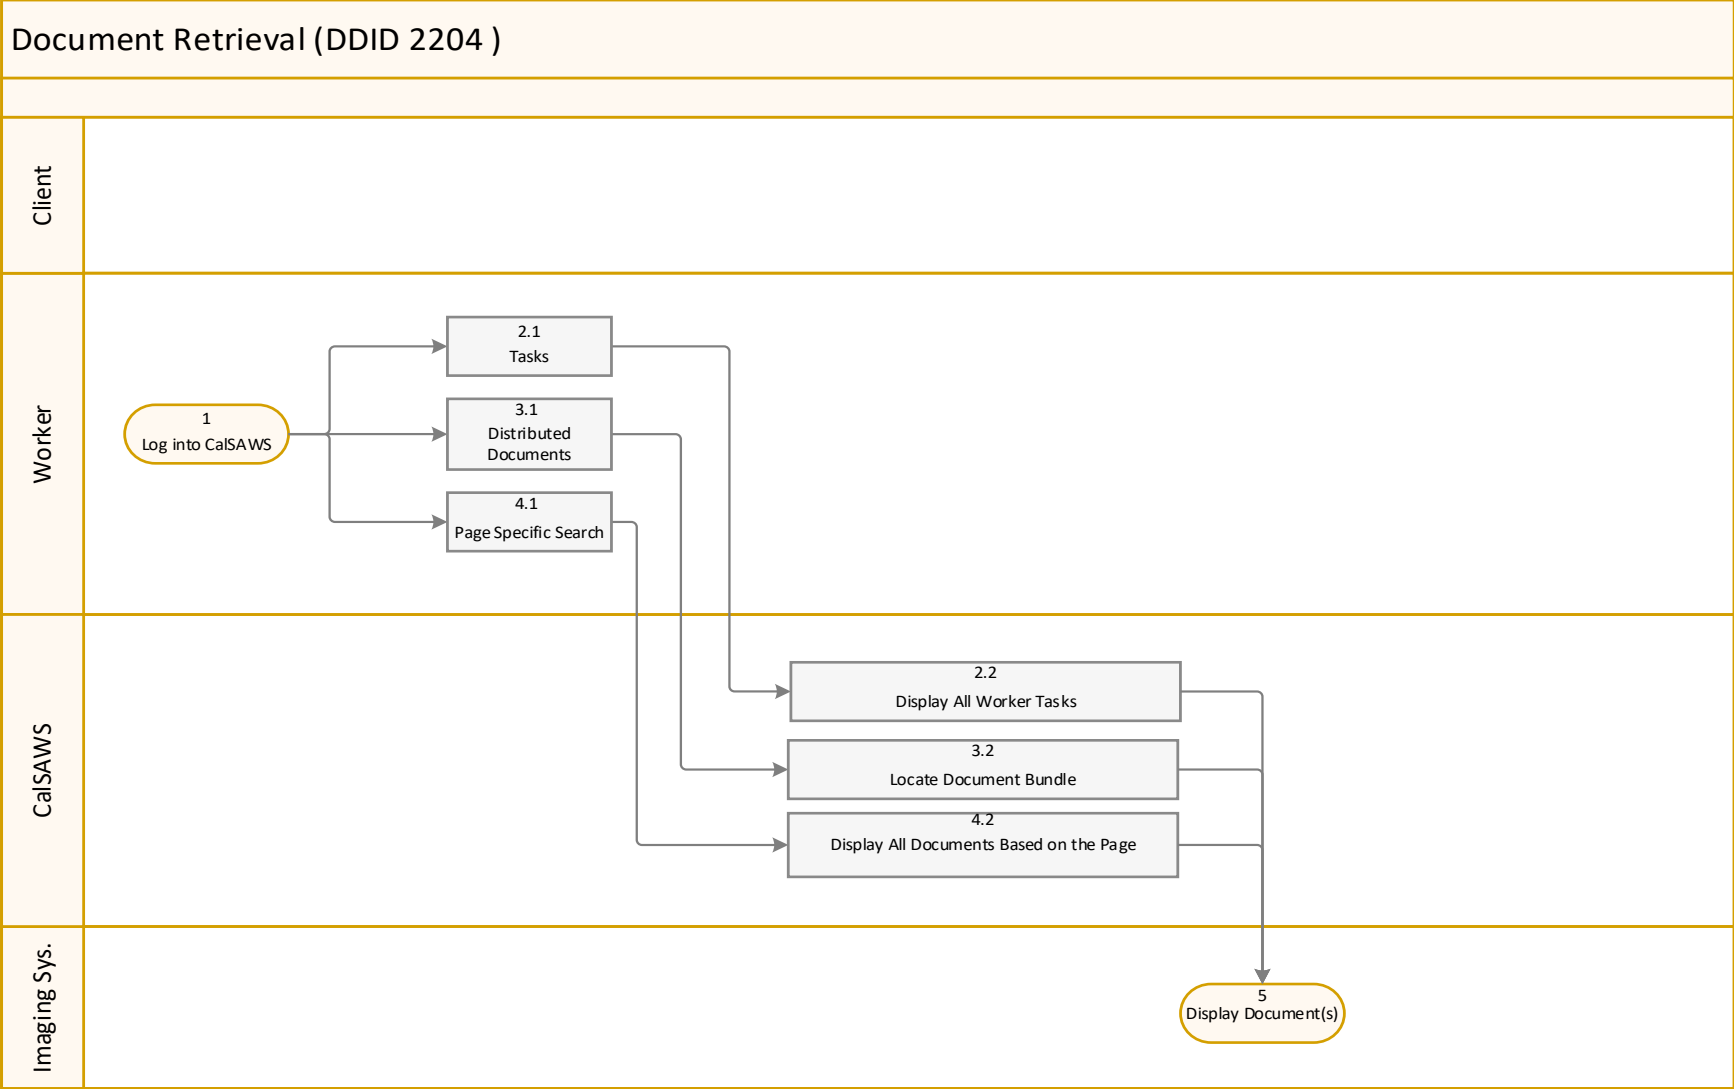 Document Retrieval (DDID 2204 )
Client
Worker
1
Log into CalSAWS
2.1
Tasks
3.1
Distributed
Documents
4.1
Page Specific Search
CalSAWS
2.2
Display All Worker Tasks
3.2
Locate Document Bundle
4.2
Display All Documents Based on the Page
Imaging Sys.
5
Display Document(s)